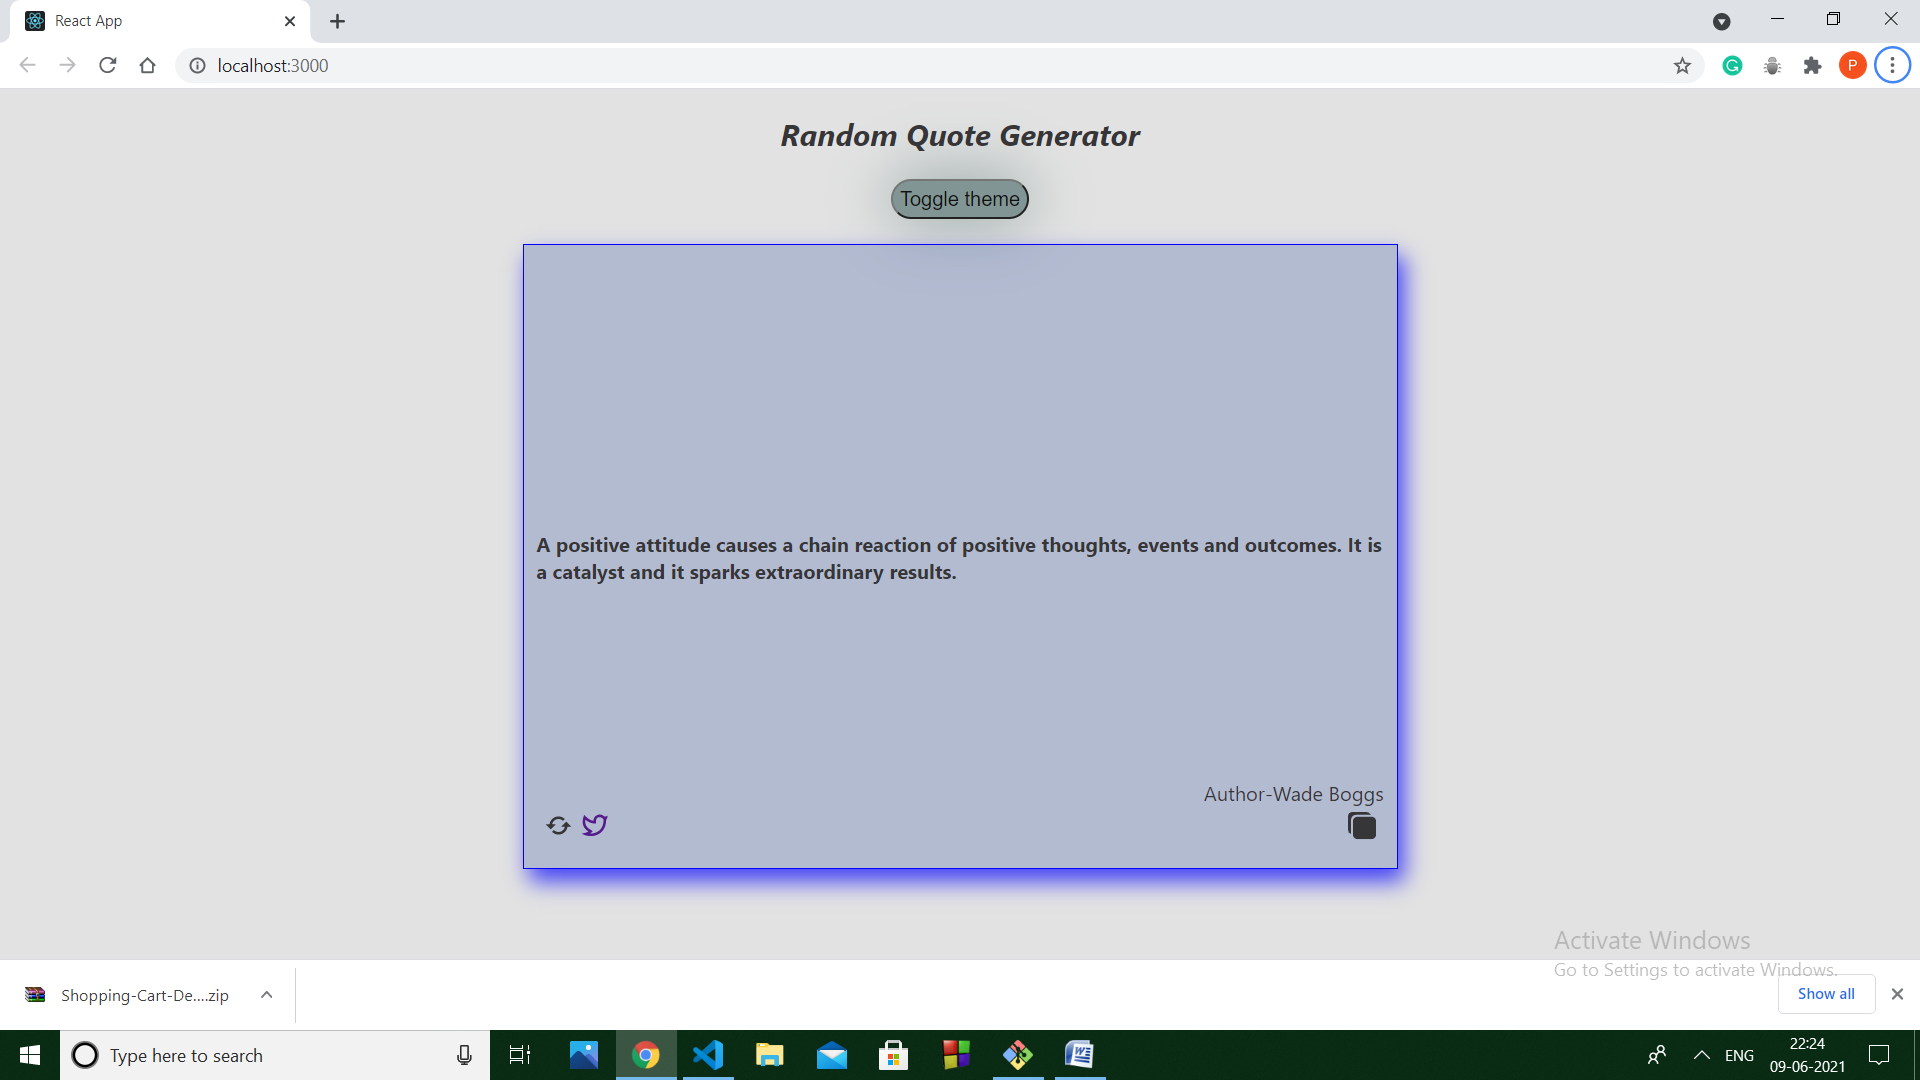 React App
localhost:3000
P
Random Quote Generator
Toggle theme
A positive attitude causes a chain reaction of positive thoughts, events and outcomes. It is
a catalyst and it sparks extraordinary results.
Author-Wade Boggs
Activate Windows
Go to Settings to activate Windows.
Shopping-Cart-De....zip
Show all
Type here to search
ENG
22:24
09-06-2021